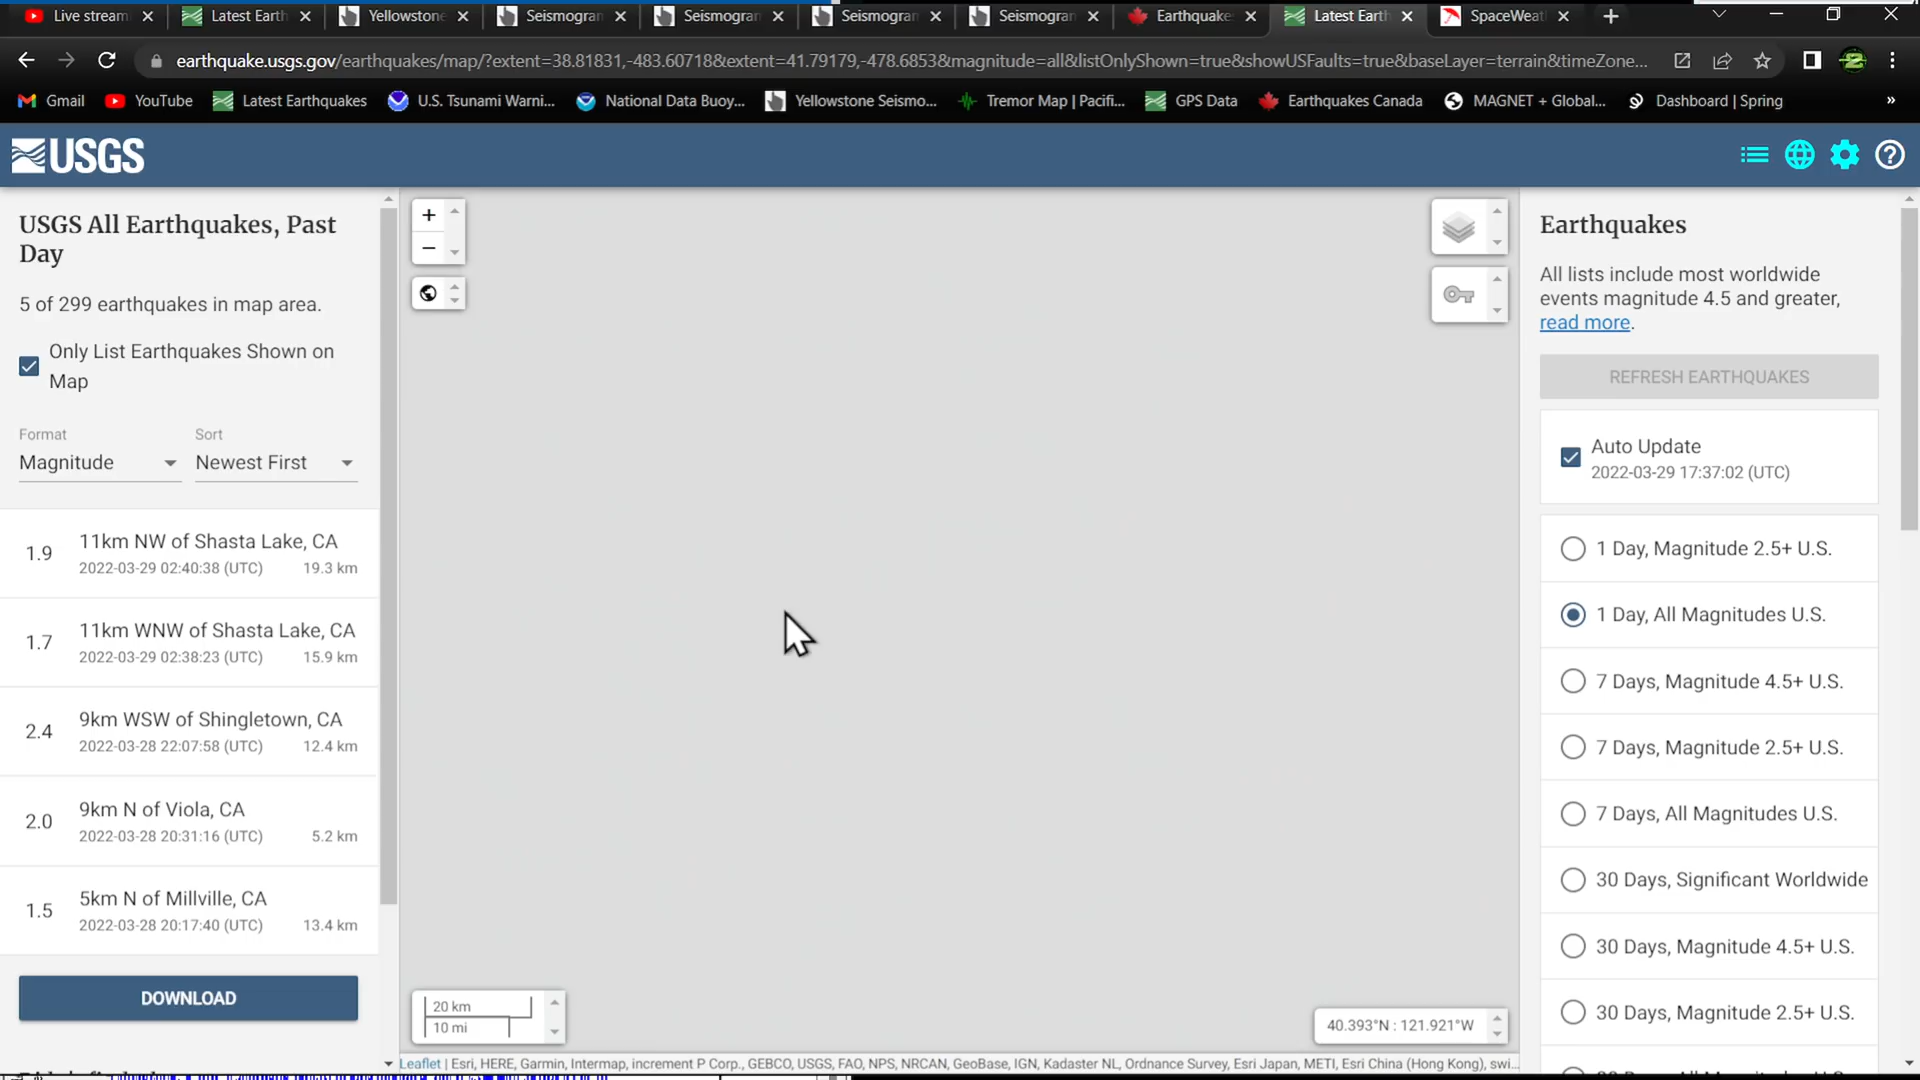 Live stream
Latest Earth
Yellowstone
Seismogram
Seismogram
Seismogram
Seismogram
Earthquake
Latest Earth
SpaceWeat
earthquake.usgs.gov/earthquakes/map/?extent=38.81831,-483.60718&extent=41.79179,-478.6853&magnitude=all&listOnlyShown=true&showUSFaults=true&baseLayer=terrain&timeZone...
Gmail
YouTube
Latest Earthquakes
U.S. Tsunami Warni...
National Data Buoy...
Yellowstone Seismo...
Tremor Map | Pacifi...
GPS Data
Earthquakes Canada
MAGNET + Global...
Dashboard | Spring
»
USGS
USGS All Earthquakes, Past
Day
5 of 299 earthquakes in map area.
Only List Earthquakes Shown on
Map
Format
Sort
Magnitude
Newest First
1.9
11km NW of Shasta Lake, CA
2022-03-29 02:40:38 (UTC)
19.3 km
1.7
11km WNW of Shasta Lake, CA
2022-03-29 02:38:23 (UTC)
15.9 km
2.4
9km WSW of Shingletown, CA
2022-03-28 22:07:58 (UTC)
12.4 km
2.0
9km N of Viola, CA
2022-03-28 20:31:16 (UTC)
5.2 km
1.5
5km N of Millville, CA
2022-03-28 20:17:40 (UTC)
13.4 km
DOWNLOAD
+
−
20 km
10 mi
40.393°N : 121.921°W
Leaflet | Esri, HERE, Garmin, Intermap, increment P Corp., GEBCO, USGS, FAO, NPS, NRCAN, GeoBase, IGN, Kadaster NL, Ordnance Survey, Esri Japan, METI, Esri China (Hong Kong), swi...
Earthquakes
All lists include most worldwide
events magnitude 4.5 and greater,
read more.
REFRESH EARTHQUAKES
Auto Update
2022-03-29 17:37:02 (UTC)
1 Day, Magnitude 2.5+ U.S.
1 Day, All Magnitudes U.S.
7 Days, Magnitude 4.5+ U.S.
7 Days, Magnitude 2.5+ U.S.
7 Days, All Magnitudes U.S.
30 Days, Significant Worldwide
30 Days, Magnitude 4.5+ U.S.
30 Days, Magnitude 2.5+ U.S.